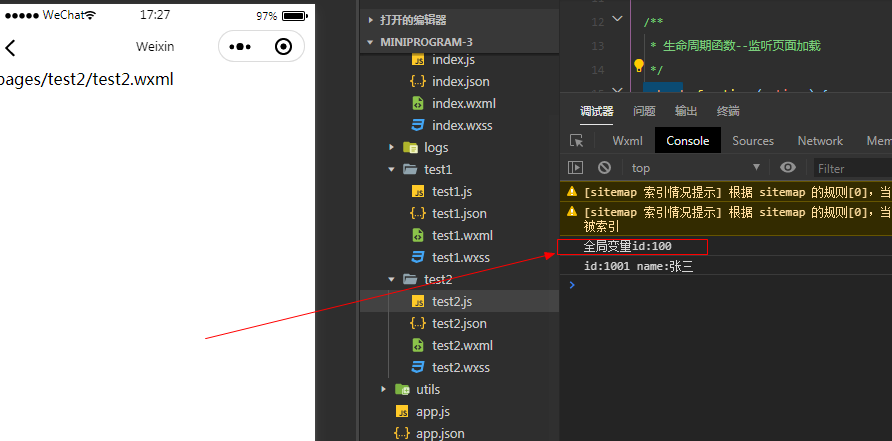 WeChat
17:27
97%
Weixin
pages/test2/test2.wxml
打开的编辑器
MINIPROGRAM-3
index.js
index.json
index.wxml
index.wxss
logs
test1
test1.js
test1.json
test1.wxml
test1.wxss
test2
test2.js
test2.json
test2.wxml
test2.wxss
utils
app.js
app.json
12 /**
13 * 生命周期函数--监听页面加载
14 */
调试器 问题 输出 终端
Wxml Console Sources Network Mem
top Filter
[sitemap 索引情况提示] 根据 sitemap 的规则[0]，当
[sitemap 索引情况提示] 根据 sitemap 的规则[0]，当
被索引
全局变量id:100
id:1001 name:张三